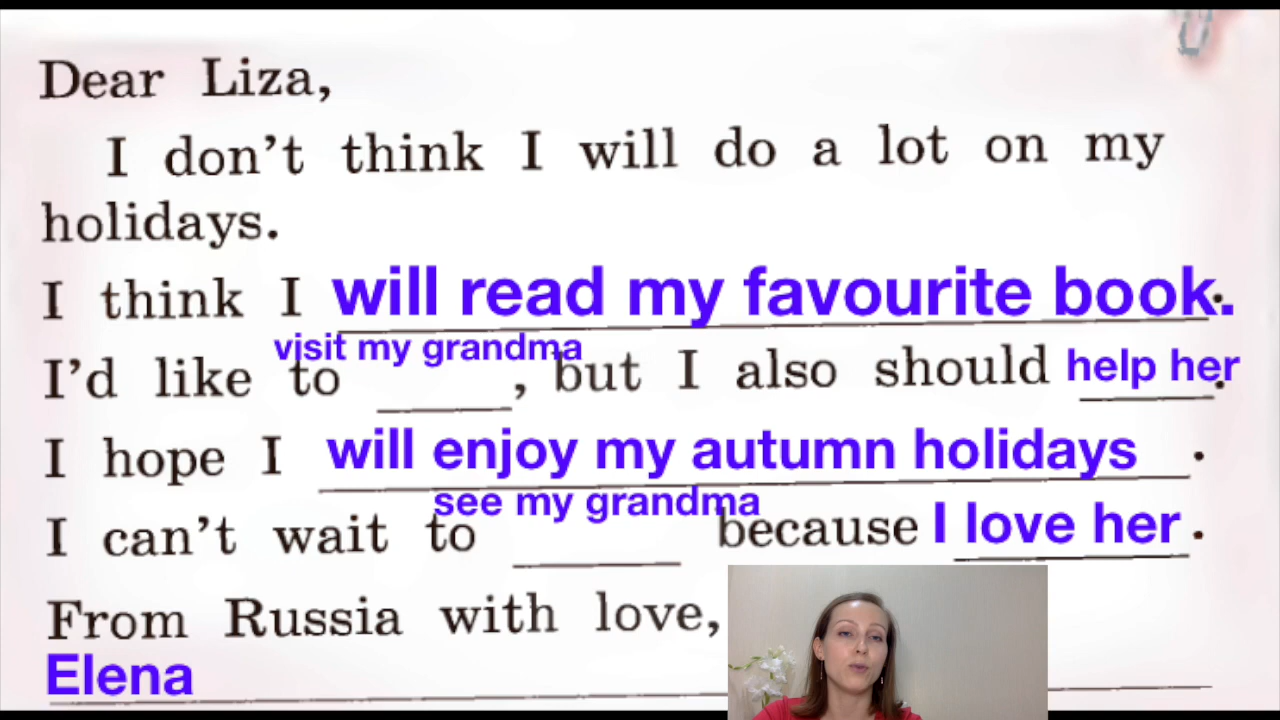 Dear Liza,
I don't think I will do a lot on my
holidays.
I think I will read my favourite book.
I'd like to visit my grandma, but I also should help her.
I hope I will enjoy my autumn holidays.
I can't wait to see my grandma because I love her.
From Russia with love,
Elena